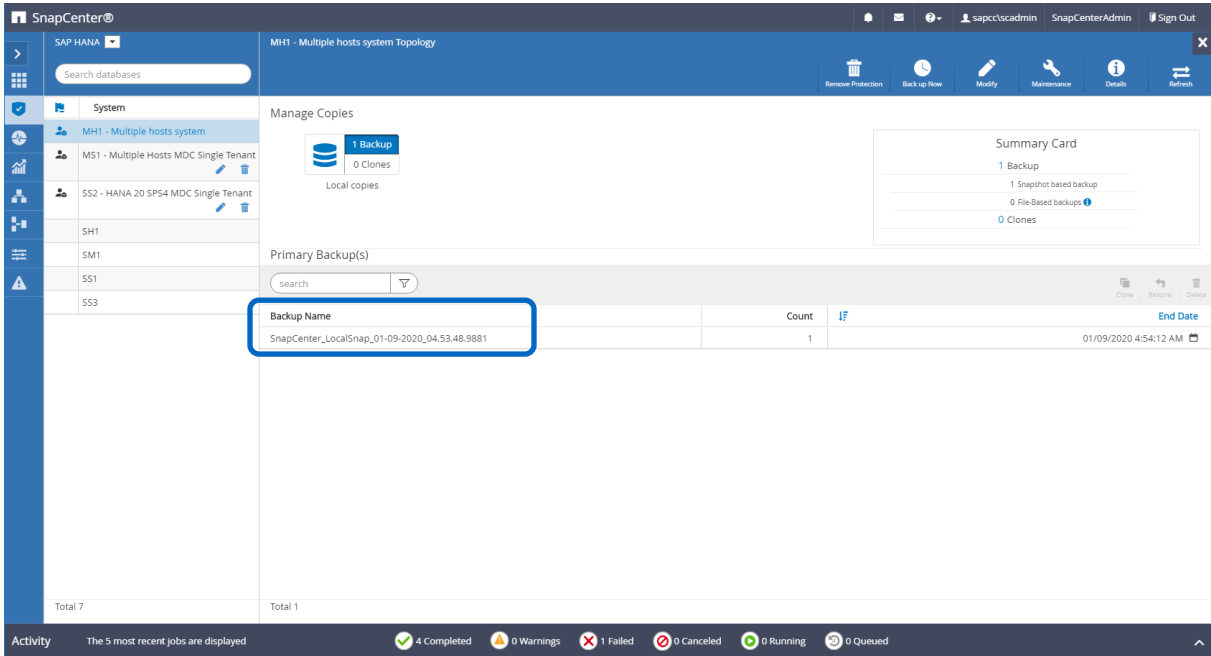 SnapCenter®
sapcc\scadmin SnapCenterAdmin Sign Out
SAP HANA
Search databases
System
MH1 - Multiple hosts system
MS1 - Multiple Hosts MDC Single Tenant
SS2 - HANA 20 SPS4 MDC Single Tenant
SH1
SM1
SS1
SS3
Total 7
MH1 - Multiple hosts system Topology
Remove Protection Back up Now Modify Maintenance Details Refresh
Manage Copies
1 Backup
0 Clones
Local copies
Summary Card
1 Backup
1 Snapshot based backup
0 File-Based backups
0 Clones
Primary Backup(s)
search
Clone Restore Delete
Backup Name Count End Date
SnapCenter_LocalSnap_01-09-2020_04.53.48.9881 1 01/09/2020 4:54:12 AM
Total 1
Activity The 5 most recent jobs are displayed 4 Completed 0 Warnings 1 Failed 0 Canceled 0 Running 0 Queued